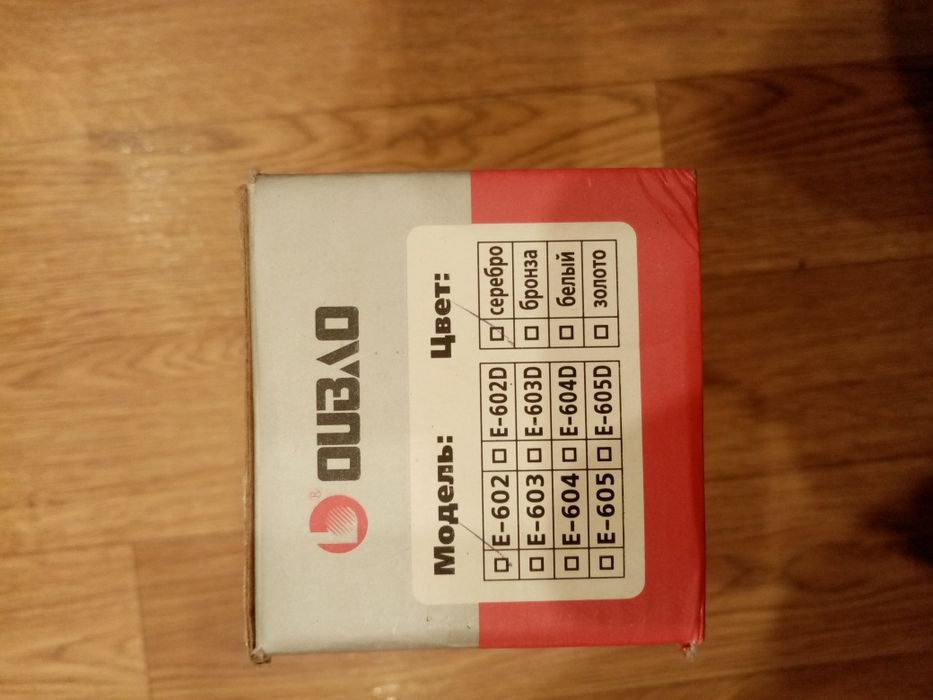 ® OUBAO
Модель: Цвет:
E-602 E-602D серебро
E-603 E-603D бронза
E-604 E-604D белый
E-605 E-605D золото